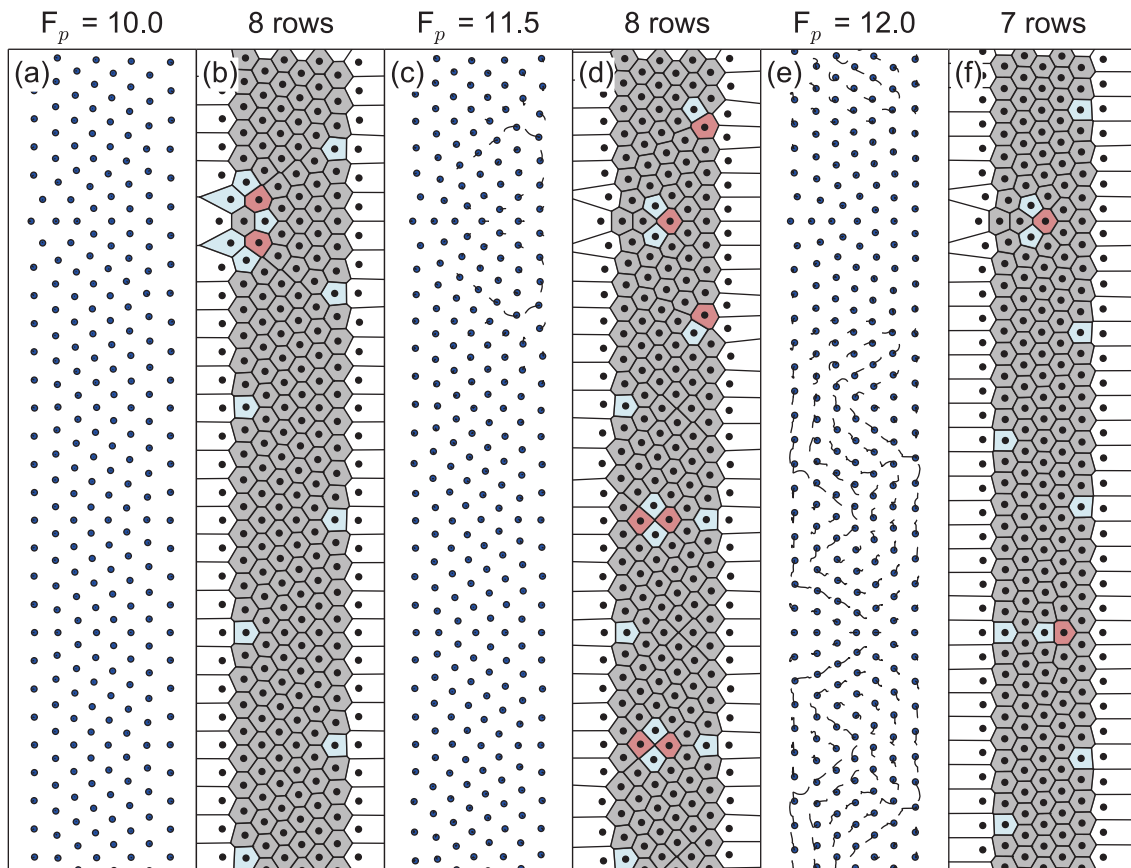 F_p = 10.0 8 rows F_p = 11.5 8 rows F_p = 12.0 7 rows
(a) (b) (c) (d) (e) (f)